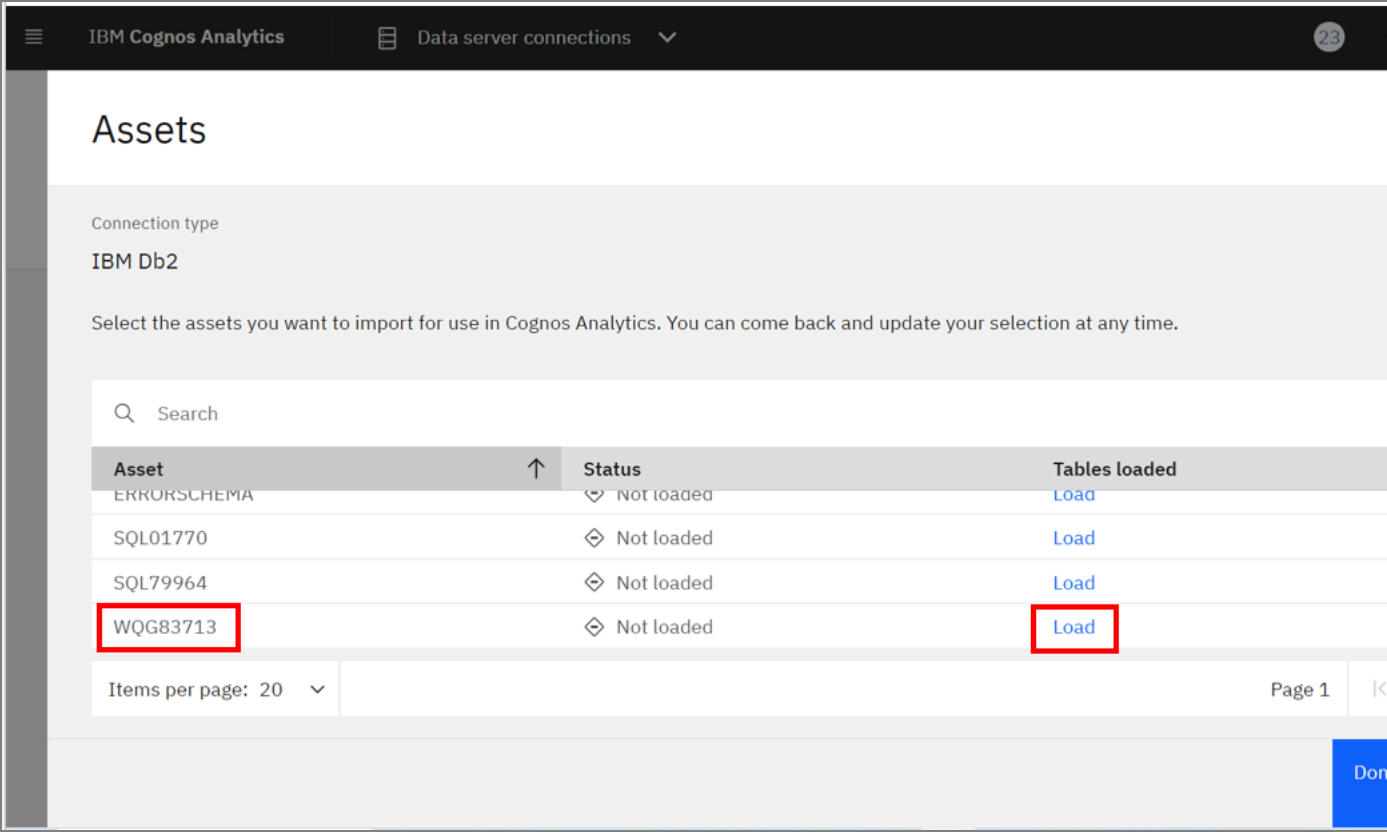 IBM Cognos Analytics Data server connections 23
Assets
Connection type
IBM Db2
Select the assets you want to import for use in Cognos Analytics. You can come back and update your selection at any time.
Search
Asset Status Tables loaded
ERRORSCHEMA Not loaded Load
SQL01770 Not loaded Load
SQL79964 Not loaded Load
WQG83713 Not loaded Load
Items per page: 20 Page 1